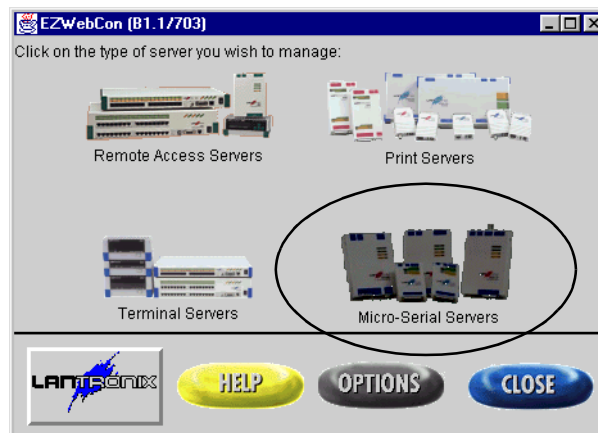 EZWebCon (B1.1/703)
Click on the type of server you wish to manage:
Remote Access Servers
Print Servers
Terminal Servers
Micro-Serial Servers
LANTRONIX
HELP
OPTIONS
CLOSE